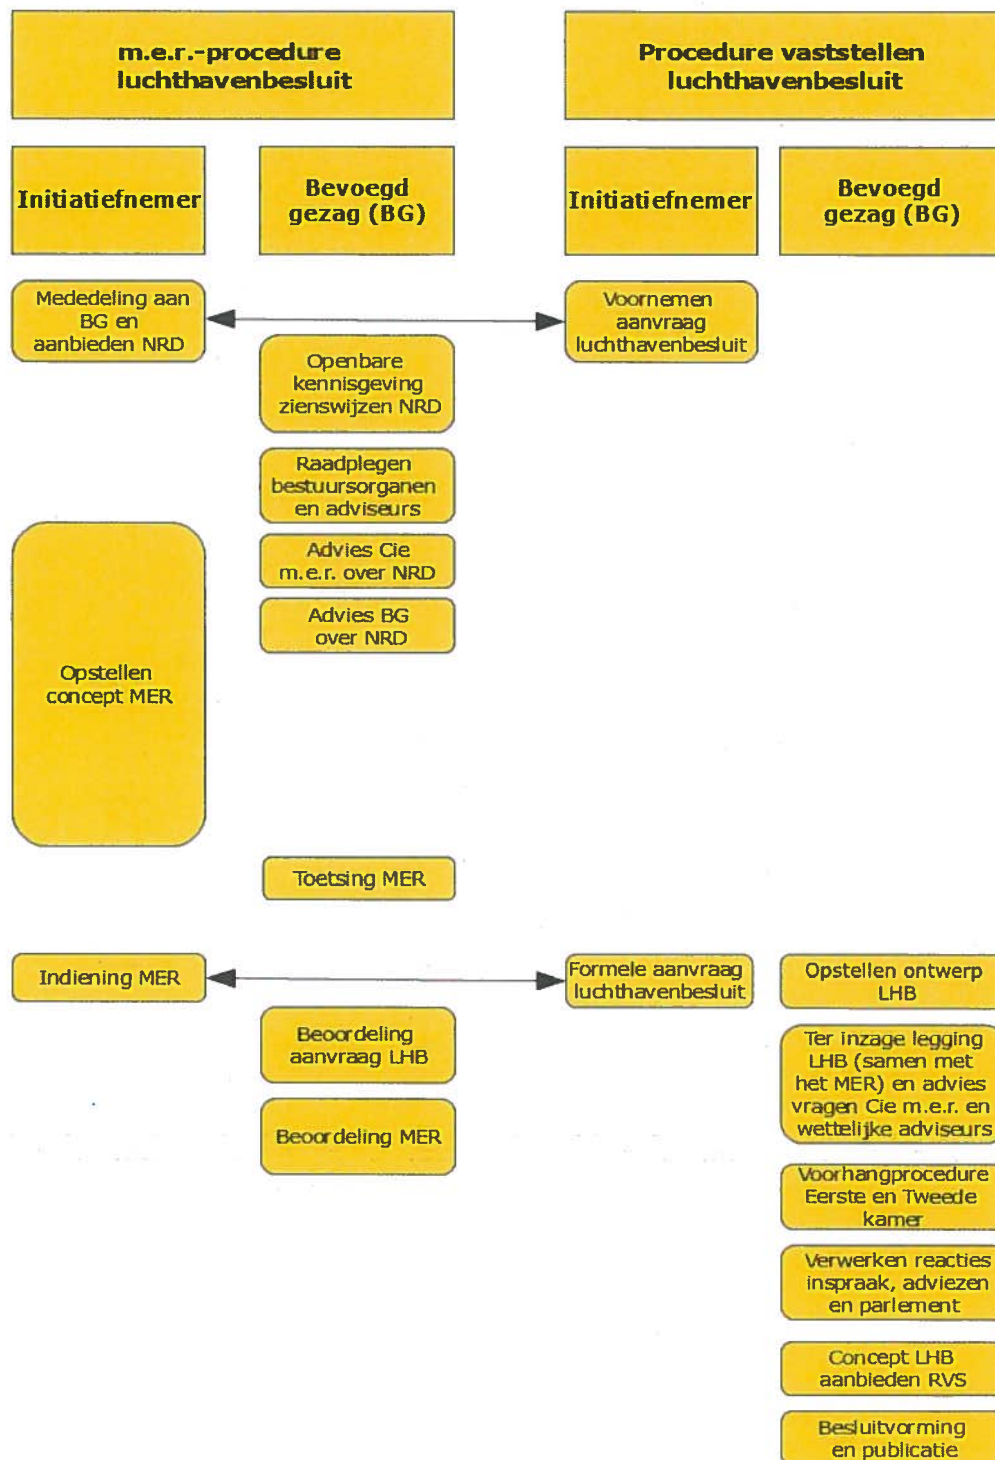 m.e.r.-procedure
luchthavenbesluit
Procedure vaststellen
luchthavenbesluit
Initiatiefnemer
Bevoegd
gezag (BG)
Initiatiefnemer
Bevoegd
gezag (BG)
Mededeling aan
BG en
aanbieden NRD
Voornemen
aanvraag
luchthavenbesluit
Openbare
kennisgeving
zienswijzen NRD
Raadplegen
bestuursorganen
en adviseurs
Advies Cie
m.e.r. over NRD
Advies BG
over NRD
Opstellen
concept MER
Toetsing MER
Indiening MER
Formele aanvraag
luchthavenbesluit
Opstellen ontwerp
LHB
Beoordeling
aanvraag LHB
Ter inzage legging
LHB (samen met
het MER) en advies
vragen Cie m.e.r. en
wettelijke adviseurs
Beoordeling MER
Voorhangprocedure
Eerste en Tweede
kamer
Verwerken reacties
inspraak, adviezen
en parlement
Concept LHB
aanbieden RVS
Besluitvorming
en publicatie